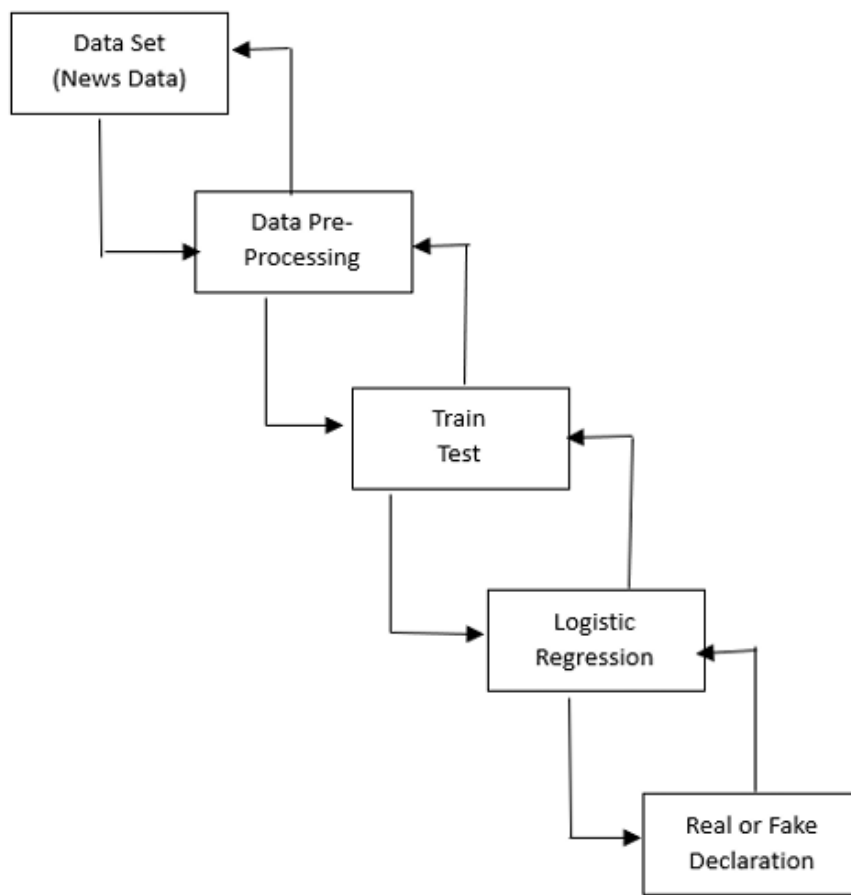 Data Set
(News Data)
Data Pre-
Processing
Train
Test
Logistic
Regression
Real or Fake
Declaration